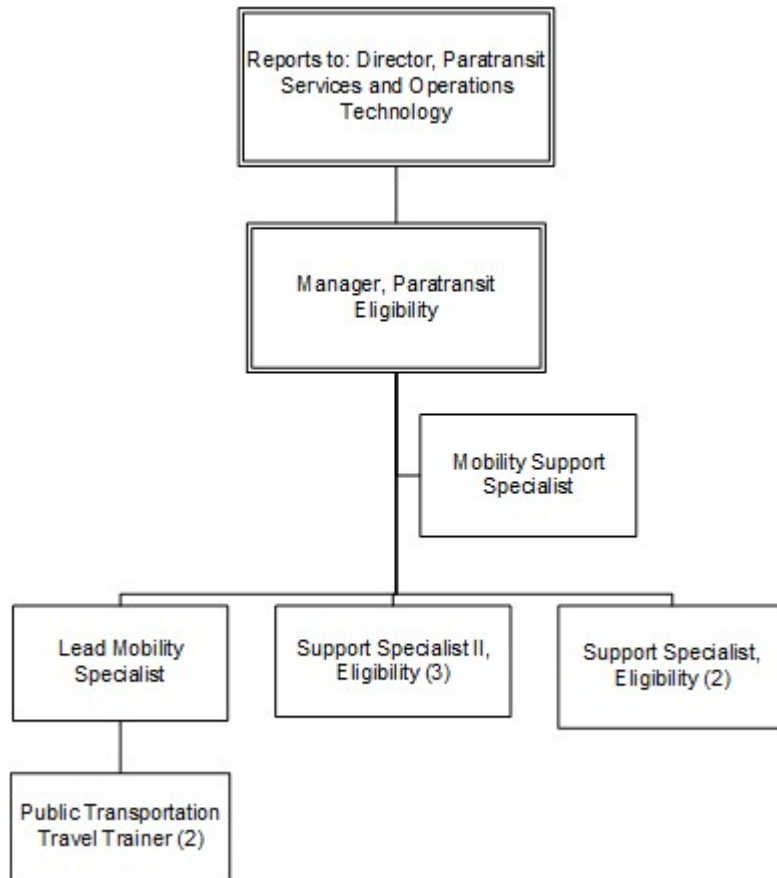 Reports to: Director, Paratransit
Services and Operations
Technology
Manager, Paratransit
Eligibility
Mobility Support
Specialist
Lead Mobility
Specialist
Support Specialist II,
Eligibility (3)
Support Specialist,
Eligibility (2)
Public Transportation
Travel Trainer (2)